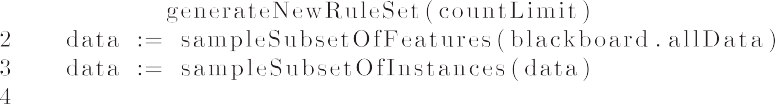 generateNewRuleSet(countLimit)
2 data := sampleSubsetOfFeatures(blackboard.allData)
3 data := sampleSubsetOfInstances(data)
4